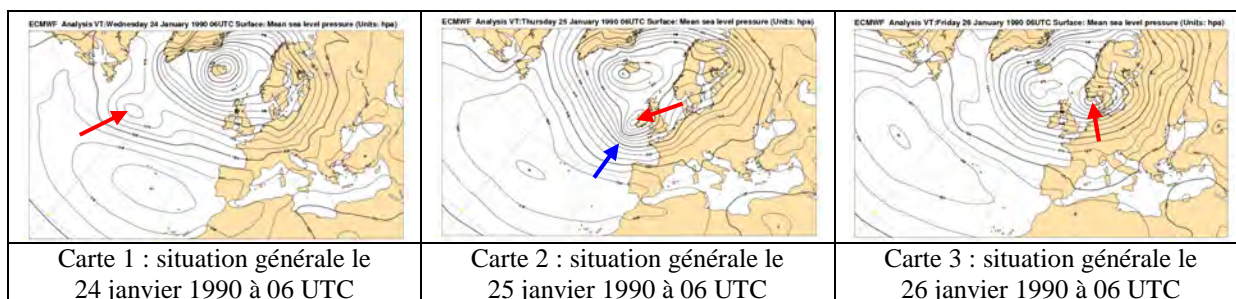 ECMWF Analysis VT:Wednesday 24 January 1990 06UTC Surface: Mean sea level pressure (Units: hpa)
ECMWF Analysis VT:Thursday 25 January 1990 06UTC Surface: Mean sea level pressure (Units: hpa)
ECMWF Analysis VT:Friday 26 January 1990 06UTC Surface: Mean sea level pressure (Units: hpa)
Carte 1 : situation générale le
24 janvier 1990 à 06 UTC
Carte 2 : situation générale le
25 janvier 1990 à 06 UTC
Carte 3 : situation générale le
26 janvier 1990 à 06 UTC